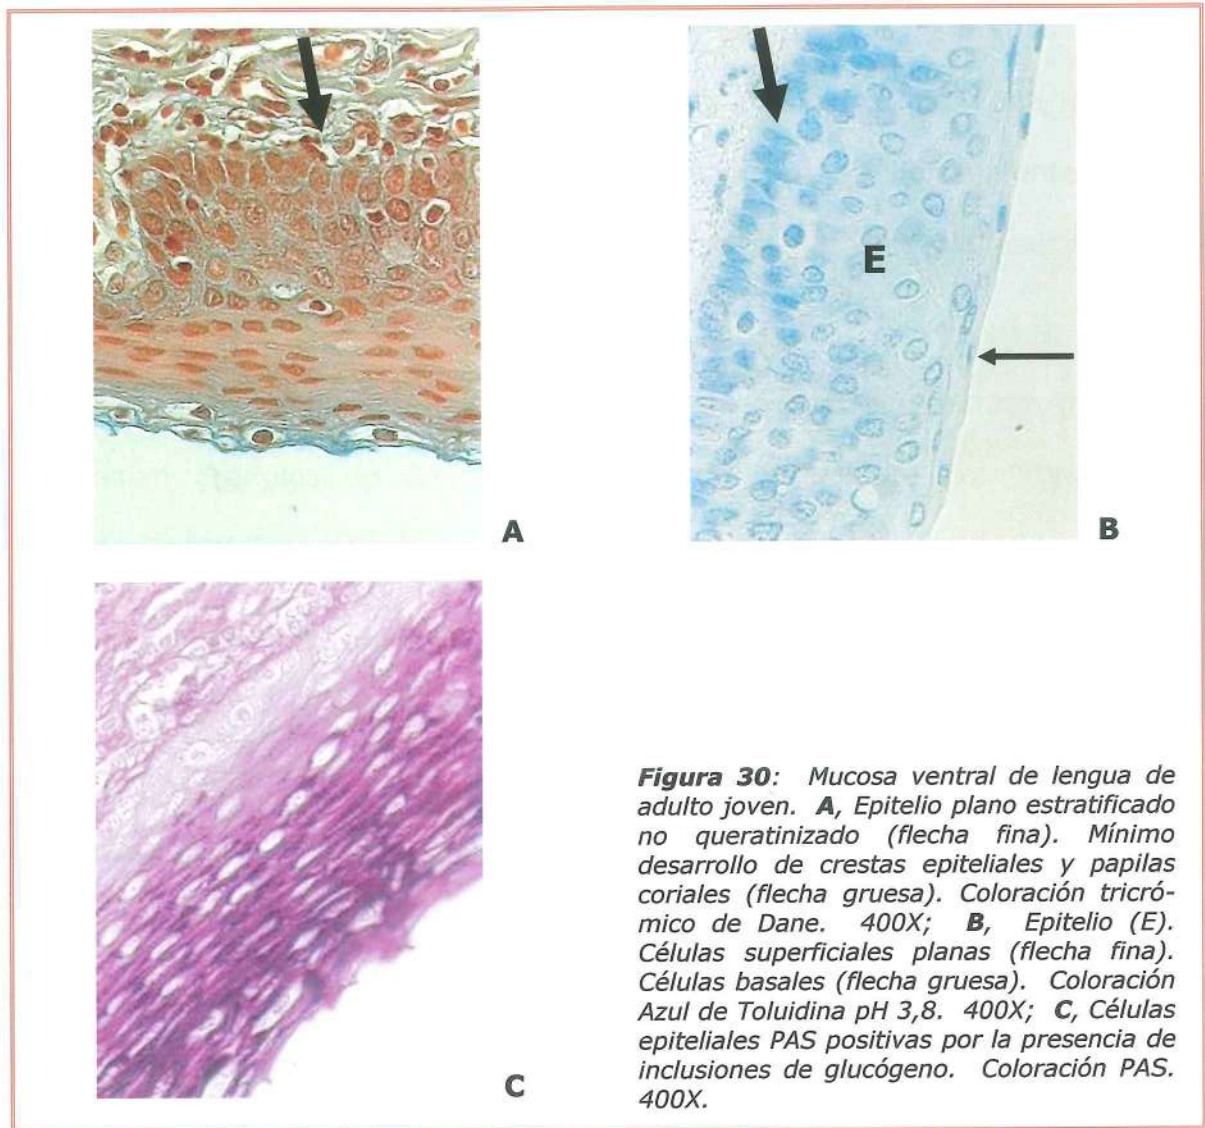 E
A
B
C
Figura 30: Mucosa ventral de lengua de
adulto joven. A, Epitelio plano estratificado
no queratinizado (flecha fina). Mínimo
desarrollo de crestas epiteliales y papilas
coriales (flecha gruesa). Coloración tricró-
mico de Dane. 400X; B, Epitelio (E).
Células superficiales planas (flecha fina).
Células basales (flecha gruesa). Coloración
Azul de Toluidina pH 3,8. 400X; C, Células
epiteliales PAS positivas por la presencia de
inclusiones de glucógeno. Coloración PAS.
400X.